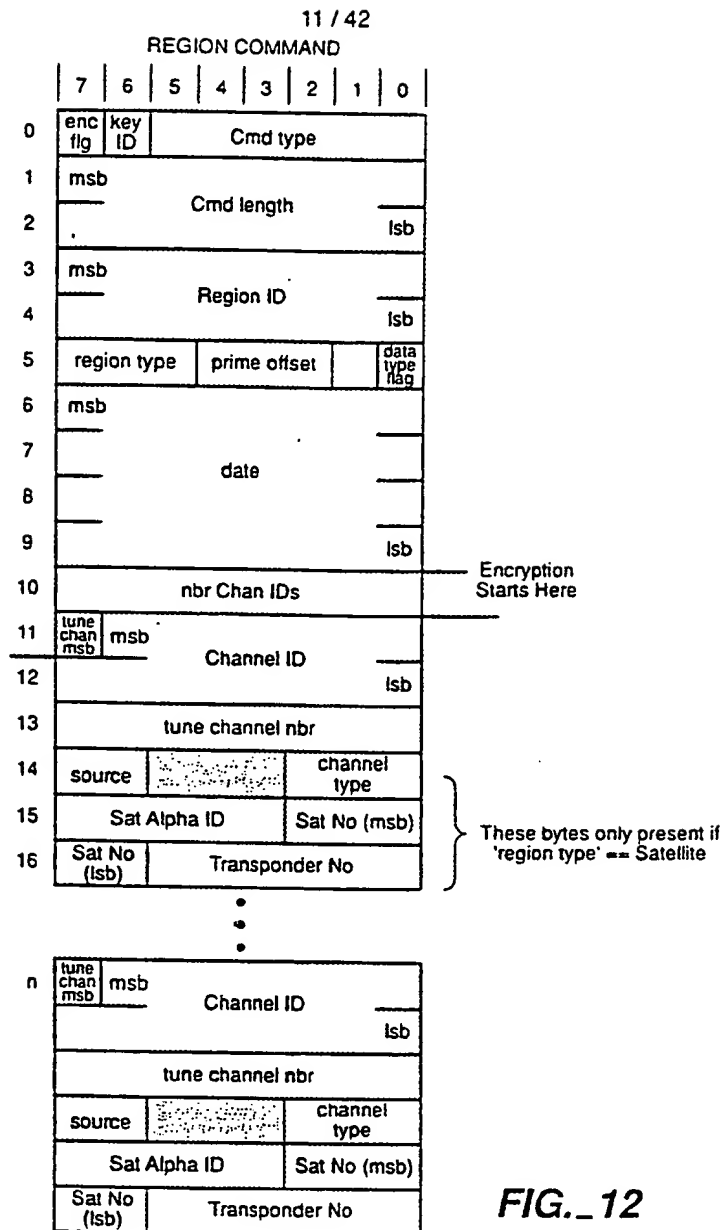 11 / 42
REGION COMMAND
7 6 5 4 3 2 1 0
0 enc flg key ID Cmd type
1 msb
Cmd length
2 lsb
3 msb
Region ID
4 lsb
5 region type prime offset data type flag
6 msb
7
date
8
9 lsb
Encryption Starts Here
10 nbr Chan IDs
11 tune chan msb msb
Channel ID
12 lsb
13 tune channel nbr
14 source channel type
15 Sat Alpha ID Sat No (msb)
These bytes only present if 'region type' == Satellite
16 Sat No (lsb) Transponder No
n tune chan msb msb
Channel ID
lsb
tune channel nbr
source channel type
Sat Alpha ID Sat No (msb)
Sat No (lsb) Transponder No
FIG._12